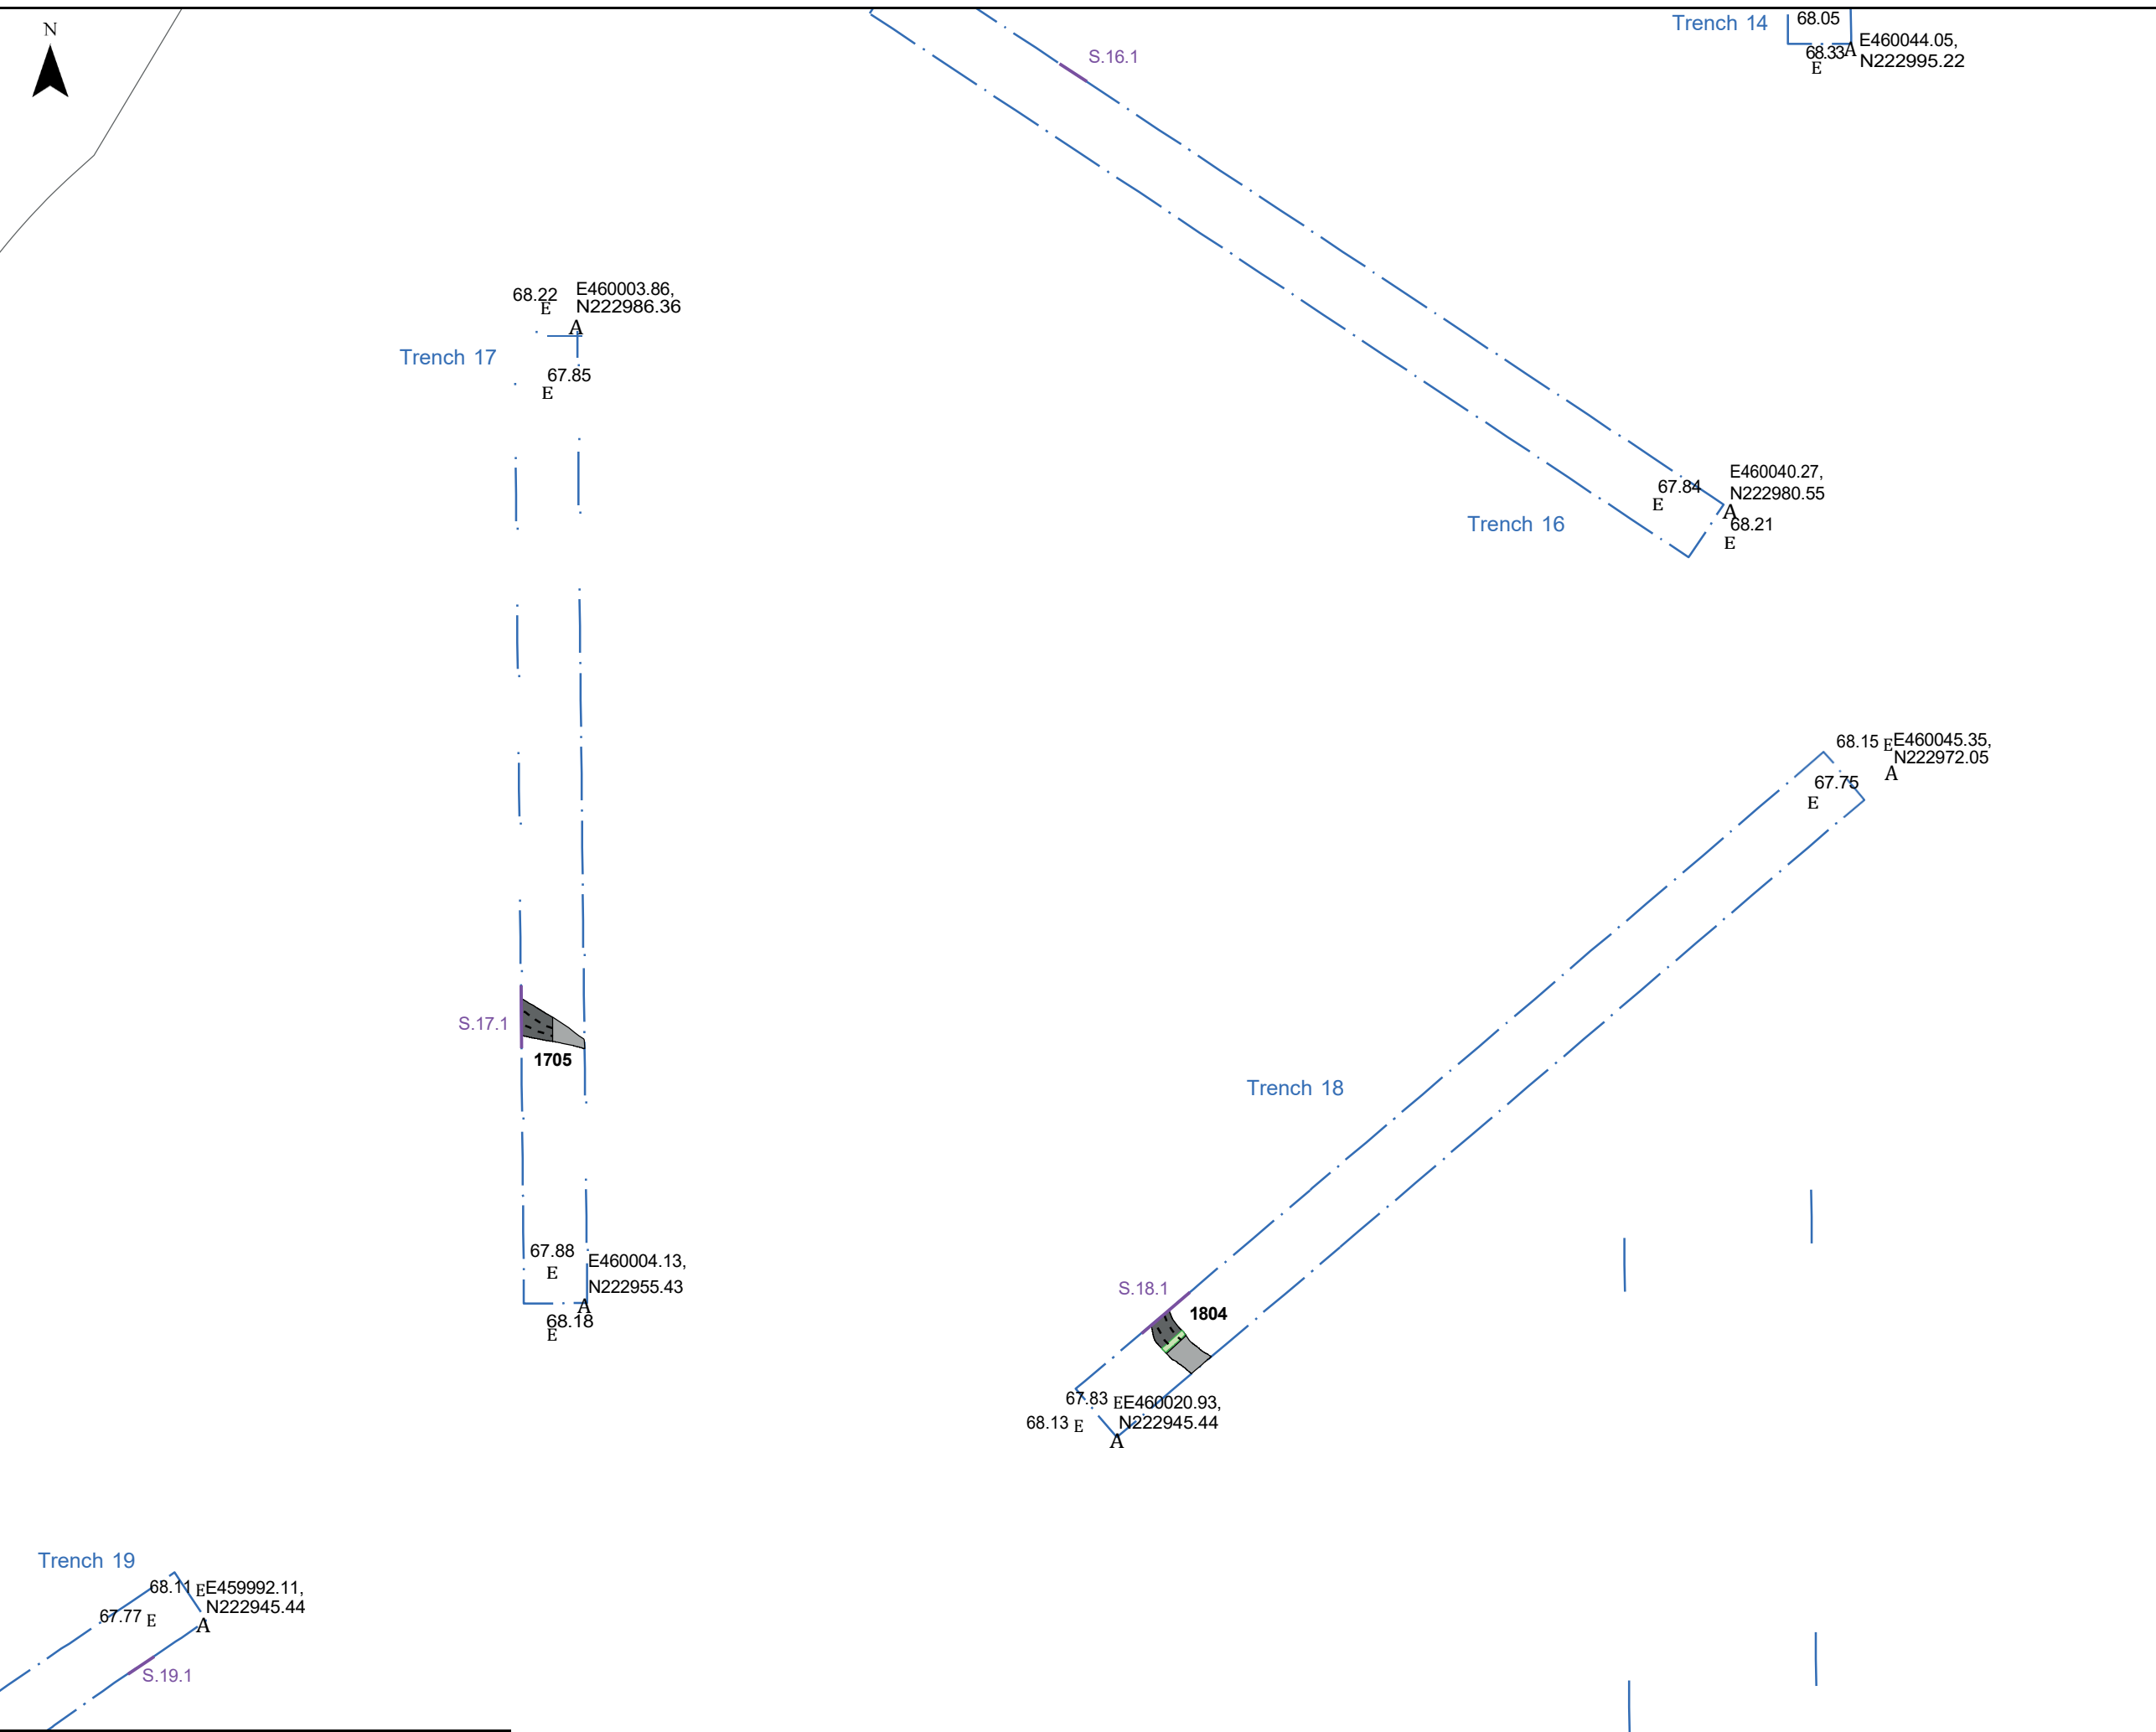 N
Trench 14
68.05
68.33
A
E
E460044.05,
N222995.22
S.16.1
68.22
E
E460003.86,
N222986.36
A
Trench 17
67.85
E
E460040.27,
N222980.55
67.84
E
A
68.21
E
Trench 16
68.15 E
E460045.35,
N222972.05
A
67.75
E
S.17.1
1705
Trench 18
67.88
E
E460004.13,
N222955.43
A
68.18
E
S.18.1
1804
67.83 E
E460020.93,
N222945.44
68.13 E
A
Trench 19
68.11 E
E459992.11,
N222945.44
67.77 E
A
S.19.1